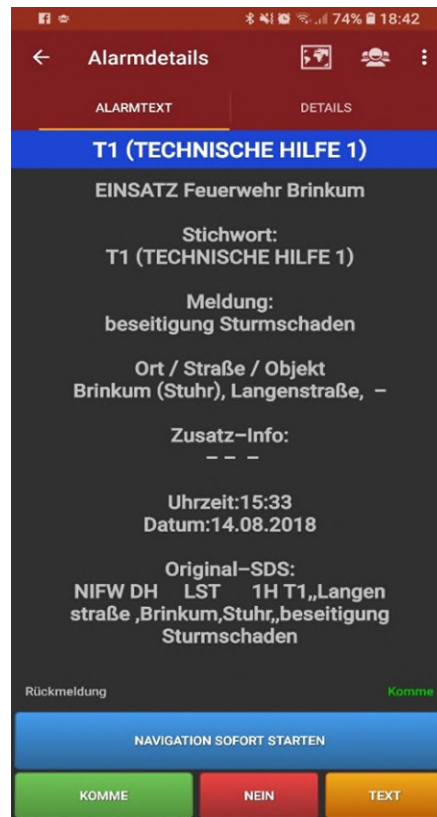 74% 18:42
Alarmdetails
ALARMTEXT DETAILS
T1 (TECHNISCHE HILFE 1)
EINSATZ Feuerwehr Brinkum
Stichwort:
T1 (TECHNISCHE HILFE 1)
Meldung:
beseitigung Sturmschaden
Ort / Straße / Objekt
Brinkum (Stuhr), Langenstraße, –
Zusatz–Info:
– – –
Uhrzeit:15:33
Datum:14.08.2018
Original–SDS:
NIFW DH LST 1H T1,,Langen
straße ,Brinkum,Stuhr,,beseitigung
Sturmschaden
Rückmeldung Komme
NAVIGATION SOFORT STARTEN
KOMME NEIN TEXT